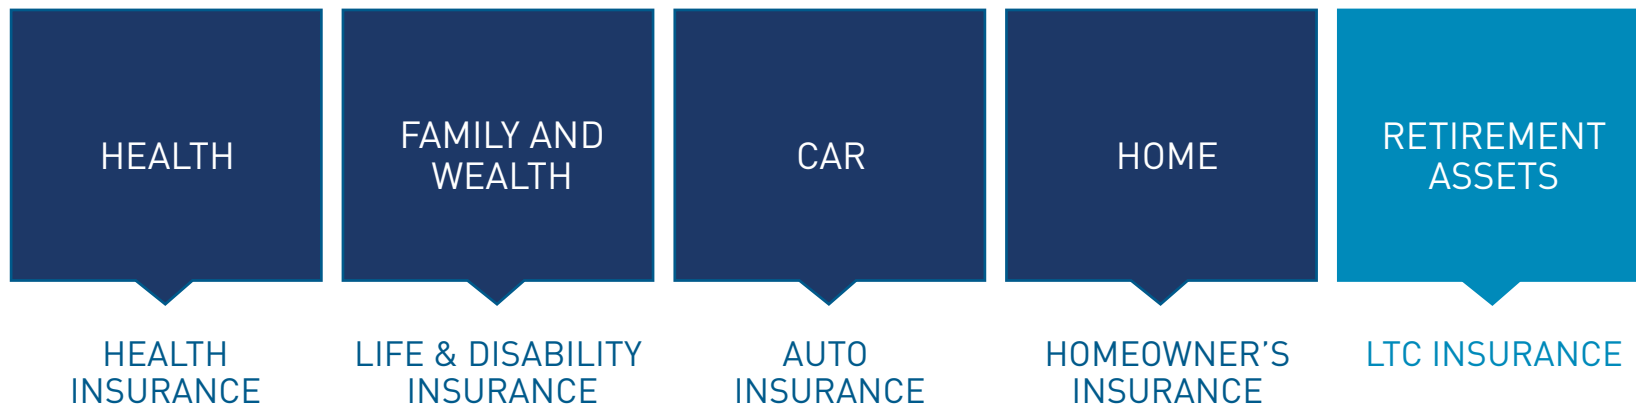 HEALTH
FAMILY AND
WEALTH
CAR
HOME
RETIREMENT
ASSETS
HEALTH
INSURANCE
LIFE & DISABILITY
INSURANCE
AUTO
INSURANCE
HOMEOWNER’S
INSURANCE
LTC INSURANCE